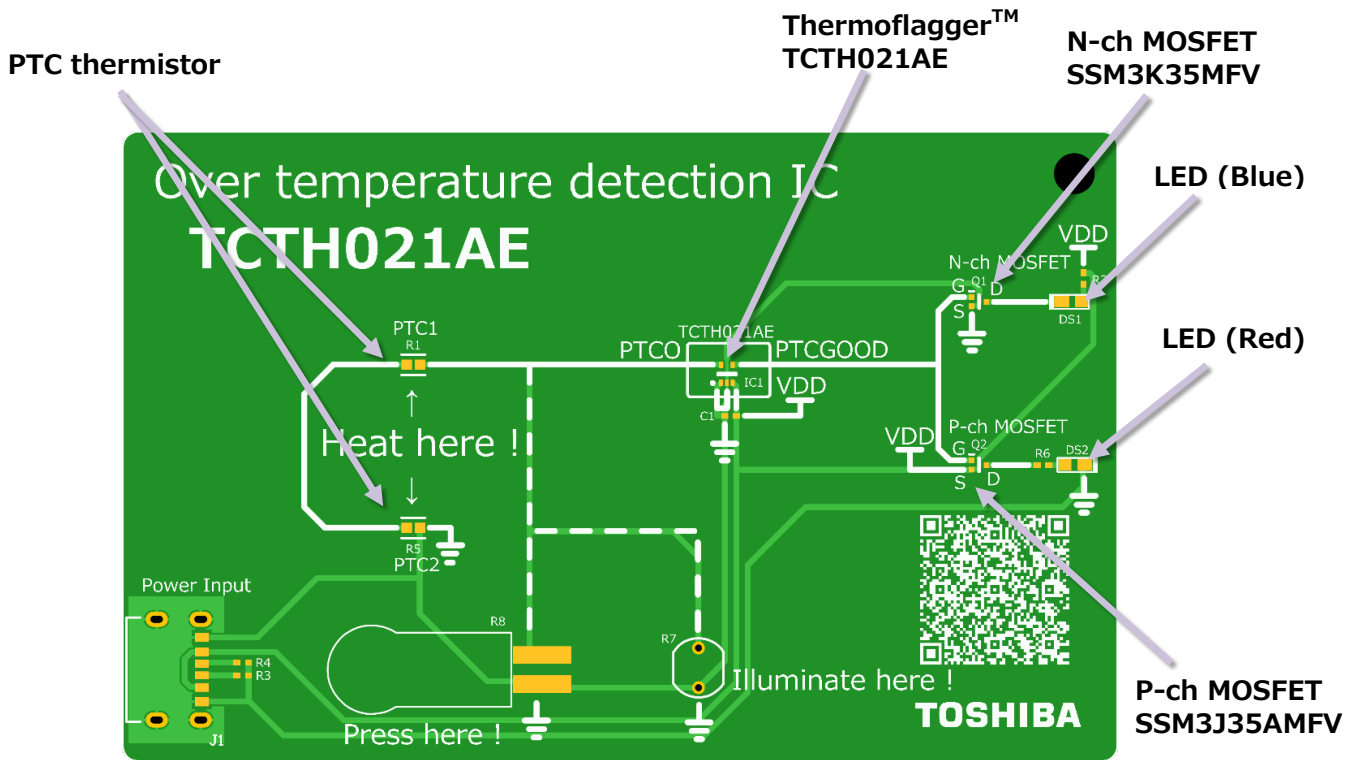 Thermoflagger™
TCTH021AE
N-ch MOSFET
SSM3K35MFV
PTC thermistor
LED (Blue)
Over temperature detection IC
TCTH021AE
VDD
N-ch MOSFET
G Q1 D
S
DS1
LED (Red)
PTC1
R1
TCTH021AE
PTCO
PTCGOOD
IC1
VDD
C1
↑
Heat here !
↓
P-ch MOSFET
VDD
G Q2
S D
R6
DS2
R5
PTC2
Power Input
R8
R7
R4
R3
Illuminate here !
Press here !
J1
TOSHIBA
P-ch MOSFET
SSM3J35AMFV